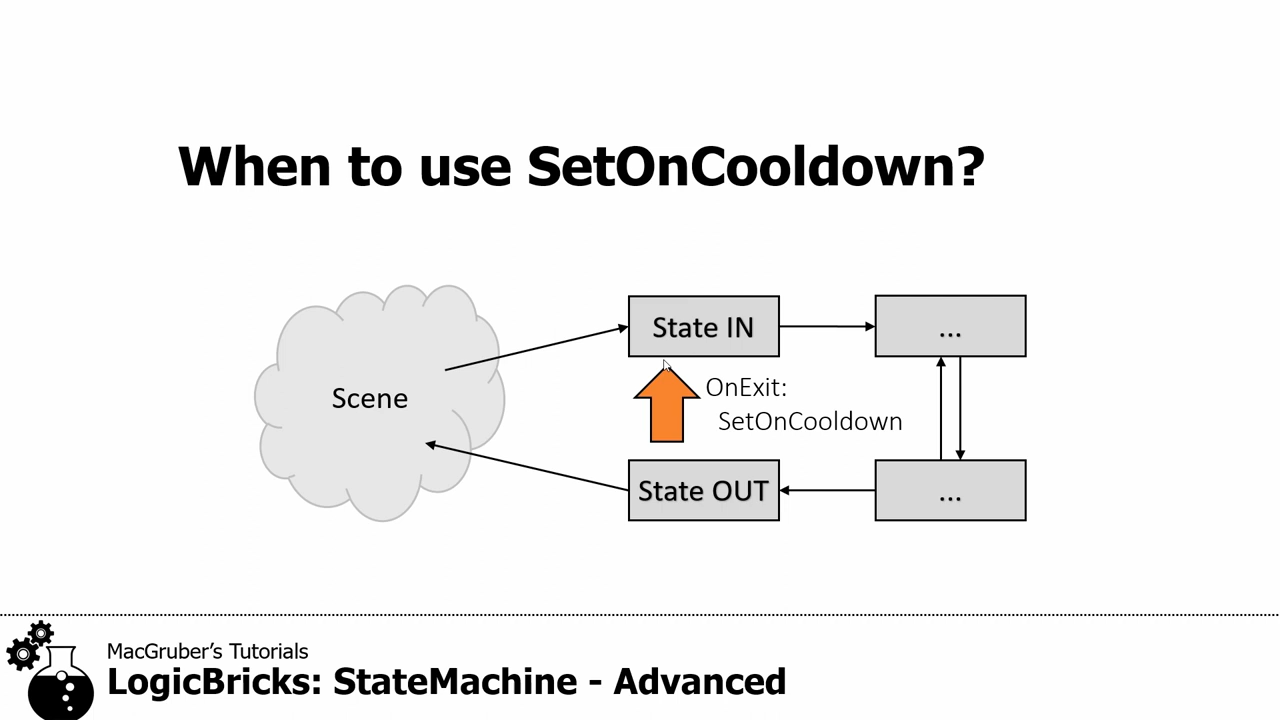 When to use SetOnCooldown?
Scene
State IN
...
OnExit:
SetOnCooldown
State OUT
...
MacGruber's Tutorials
LogicBricks: StateMachine - Advanced